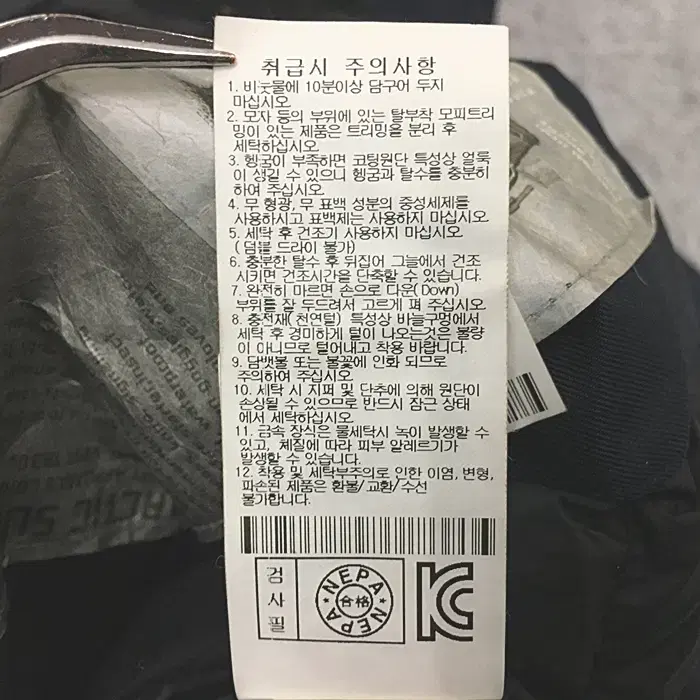 취급시 주의사항
1. 비눗물에 10분이상 담구어 두지
마십시오.
2. 모자 등의 부위에 있는 탈부착 모피트리
밍이 있는 제품은 트리밍을 분리 후
세탁하십시오.
3. 헹굼이 부족하면 코팅원단 특성상 얼룩
이 생길 수 있으니 헹굼과 탈수를 충분히
하여 주십시오.
4. 무 형광, 무 표백 성분의 중성세제를
사용하시고 표백제는 사용하지 마십시오.
5. 세탁 후 건조기 사용하지 마십시오.
( 덤블 드라이 불가)
6. 충분한 탈수 후 뒤집어 그늘에서 건조
시키면 건조시간을 단축할 수 있습니다.
7. 완전히 마르면 손으로 다운(Down)
부위를 잘 두드려서 고르게 펴 주십시오.
8. 충전재( 천연털) 특성상 바늘구멍에서
세탁 후 경미하게 털이 나오는것은 불량
이 아니므로 털어내고 착용 바랍니다.
9. 담뱃불 또는 불꽃에 인화 되므로
주의하여 주십시오.
10. 세탁 시 지퍼 및 단추에 의해 원단이
손상될 수 있으므로 반드시 잠근 상태
에서 세탁하십시오.
11. 금속 장식은 물세탁시 녹이 발생할 수
있고, 체질에 따라 피부 알레르기가
발생할 수 있습니다.
12. 착용 및 세탁부주의로 인한 이염, 변형,
파손된 제품은 환불/교환/수선
불가합니다.
검
사
필
NEPA
合格
NEPA
KC